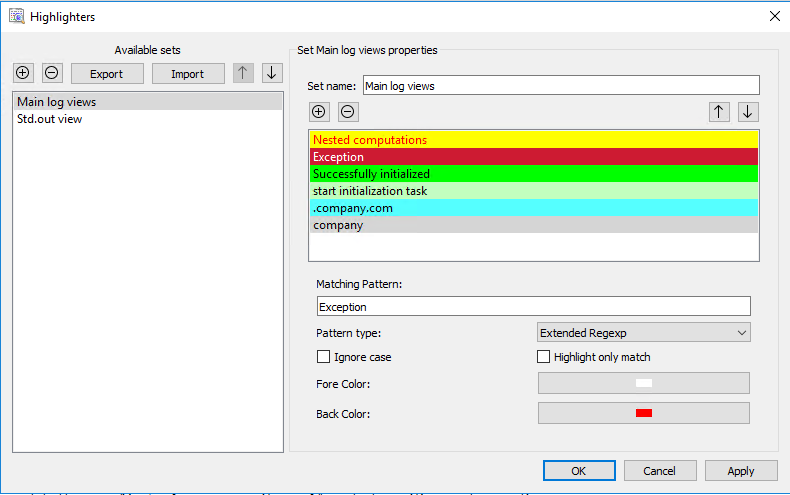 Highlighters
Available sets
Export
Import
Main log views
Std.out view
Set Main log views properties
Set name:
Main log views
Nested computations
Exception
Successfully initialized
start initialization task
.company.com
company
Matching Pattern:
Exception
Pattern type:
Extended Regexp
Ignore case
Highlight only match
Fore Color:
Back Color:
OK
Cancel
Apply